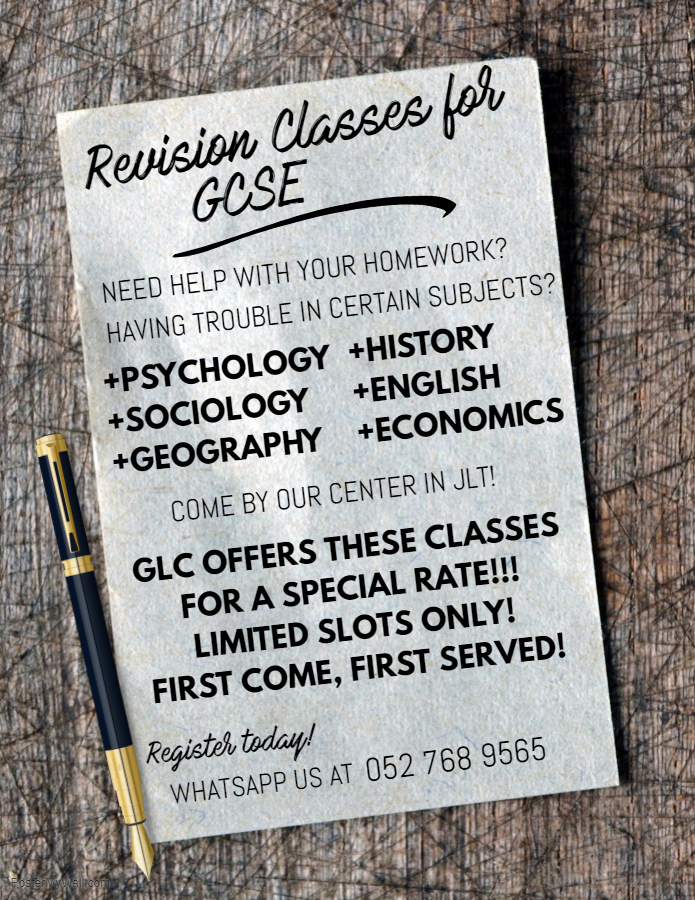 Revision Classes for
GCSE
NEED HELP WITH YOUR HOMEWORK?
HAVING TROUBLE IN CERTAIN SUBJECTS?
+PSYCHOLOGY +HISTORY
+SOCIOLOGY +ENGLISH
+GEOGRAPHY +ECONOMICS
COME BY OUR CENTER IN JLT!
GLC OFFERS THESE CLASSES
FOR A SPECIAL RATE!!!
LIMITED SLOTS ONLY!
FIRST COME, FIRST SERVED!
Register today!
WHATSAPP US AT 052 768 9565
PosterMyWall.com